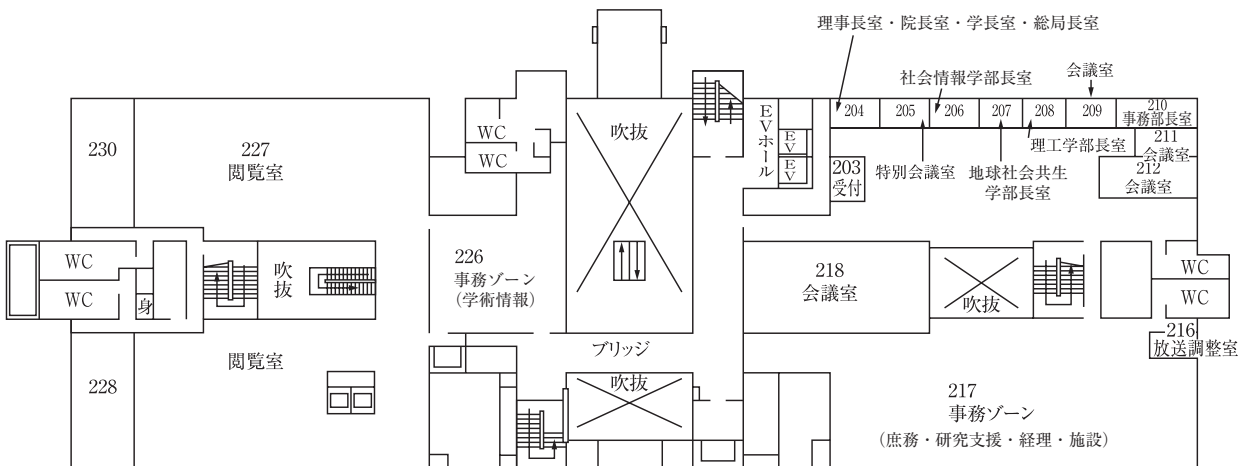 理事長室・院長室・学長室・総局長室
社会情報学部長室
会議室
204
205
206
207
208
209
210
事務部長室
理工学部長室
211
会議室
212
会議室
特別会議室
地球社会共生
学部長室
203
受付
EVホール
EV
EV
吹抜
WC
WC
230
227
閲覧室
WC
WC
身
吹抜
226
事務ゾーン
(学術情報)
218
会議室
吹抜
WC
WC
216
放送調整室
ブリッジ
吹抜
228
閲覧室
217
事務ゾーン
(庶務・研究支援・経理・施設)